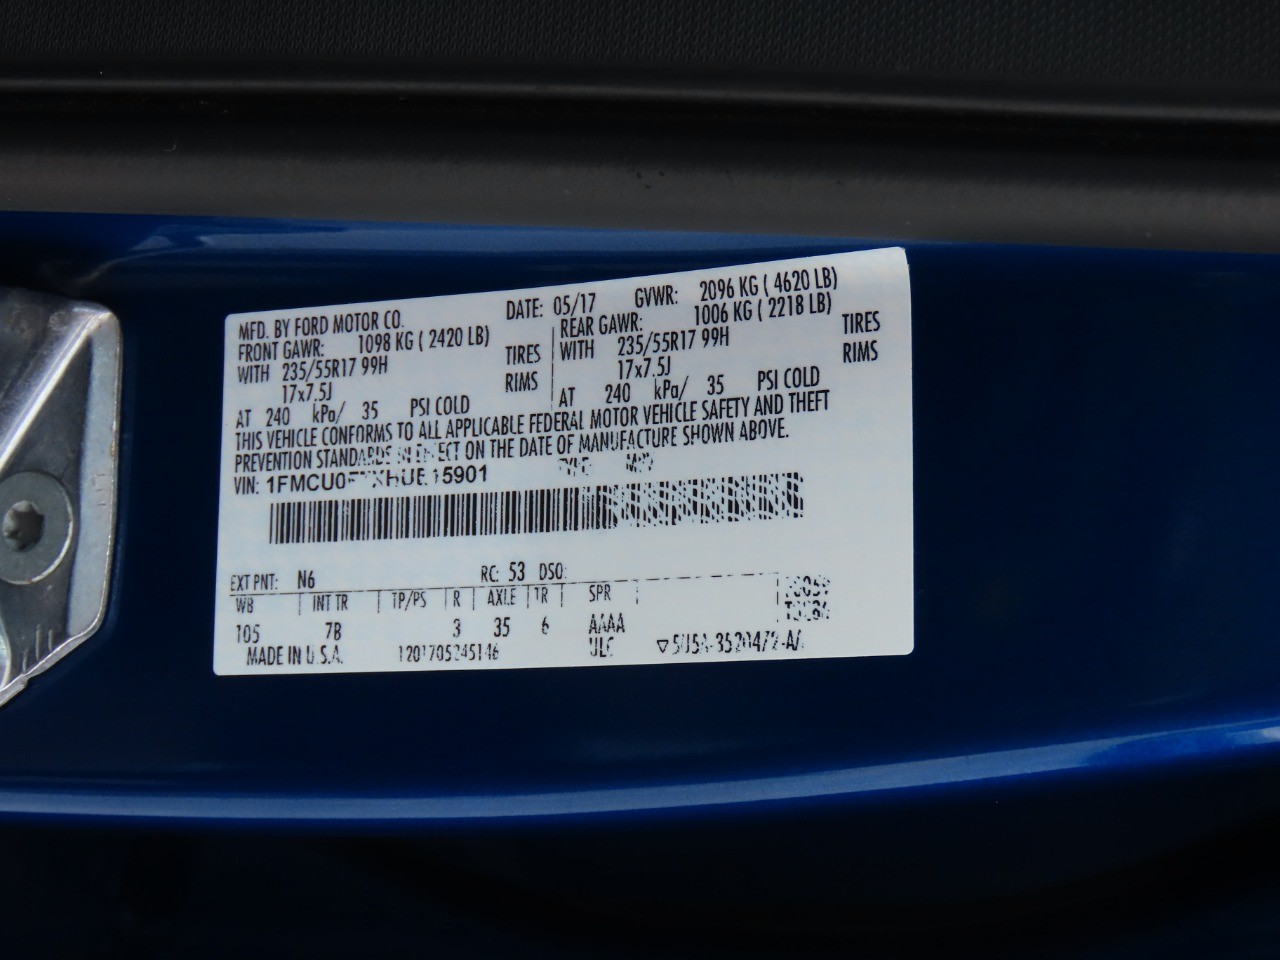 MFD. BY FORD MOTOR CO.
DATE: 05/17 GVWR: 2096 KG ( 4620 LB)
FRONT GAWR: 1098 KG ( 2420 LB)
WITH 235/55R17 99H TIRES
17x7.5J RIMS
AT 240 kPa/ 35 PSI COLD
REAR GAWR: 1006 KG ( 2218 LB)
WITH 235/55R17 99H TIRES
17x7.5J RIMS
AT 240 kPa/ 35 PSI COLD
THIS VEHICLE CONFORMS TO ALL APPLICABLE FEDERAL MOTOR VEHICLE SAFETY AND THEFT
PREVENTION STANDARDS IN EFFECT ON THE DATE OF MANUFACTURE SHOWN ABOVE.
VIN:
EXT PNT: N6 RC: 53 DSO:
WB INT TR TP/PS R AXLE TR SPR
105 7B 3 35 6 AAAA
MADE IN U.S.A. ULC